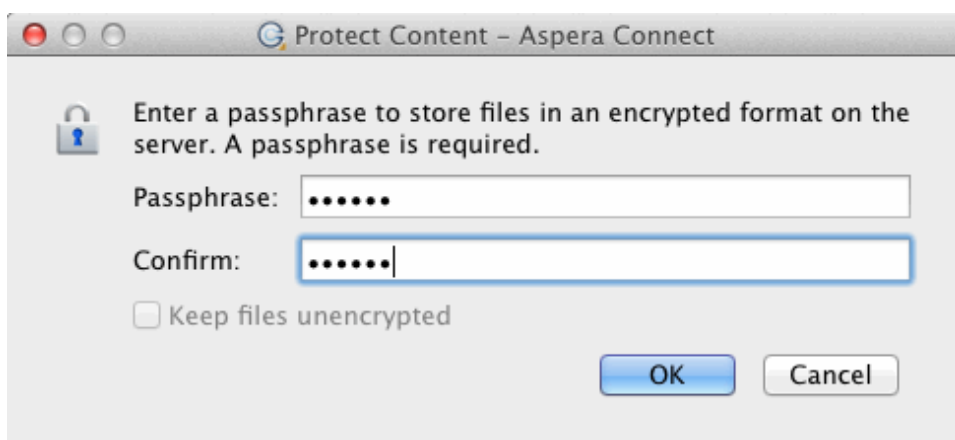 Protect Content – Aspera Connect
Enter a passphrase to store files in an encrypted format on the
server. A passphrase is required.
Passphrase: ••••••
Confirm: ••••••
Keep files unencrypted
OK Cancel